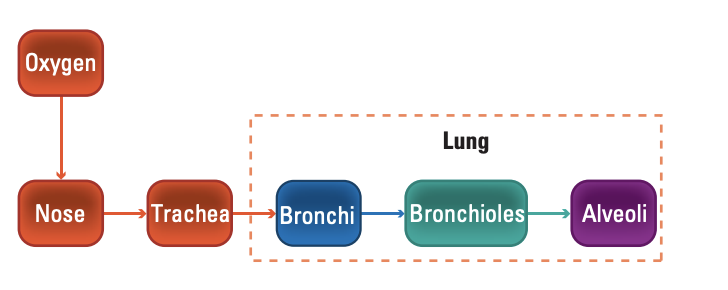 Oxygen
Lung
Nose
Trachea
Bronchi
Bronchioles
Alveoli